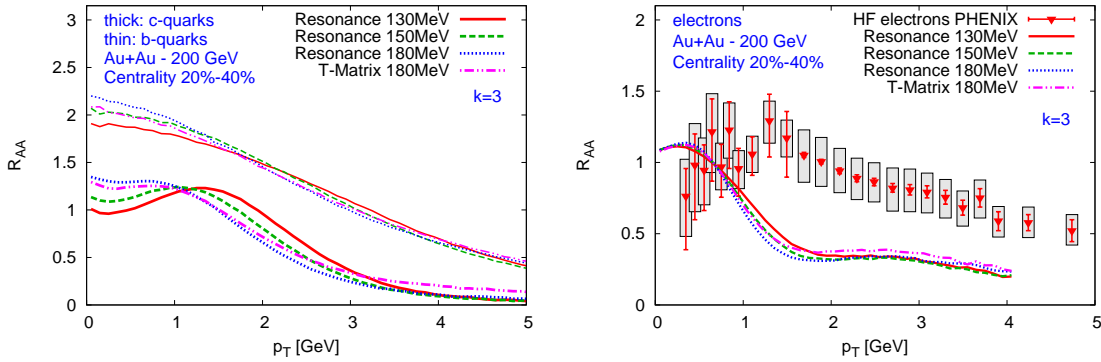 thick: c-quarks
thin: b-quarks
Au+Au - 200 GeV
Centrality 20%-40%
Resonance 130MeV
Resonance 150MeV
Resonance 180MeV
T-Matrix 180MeV
k=3
R_AA
3
2.5
2
1.5
1
0.5
0
0 1 2 3 4 5
p_T [GeV]
electrons
Au+Au - 200 GeV
Centrality 20%-40%
HF electrons PHENIX
Resonance 130MeV
Resonance 150MeV
Resonance 180MeV
T-Matrix 180MeV
k=3
R_AA
2
1.5
1
0.5
0
0 1 2 3 4 5
p_T [GeV]